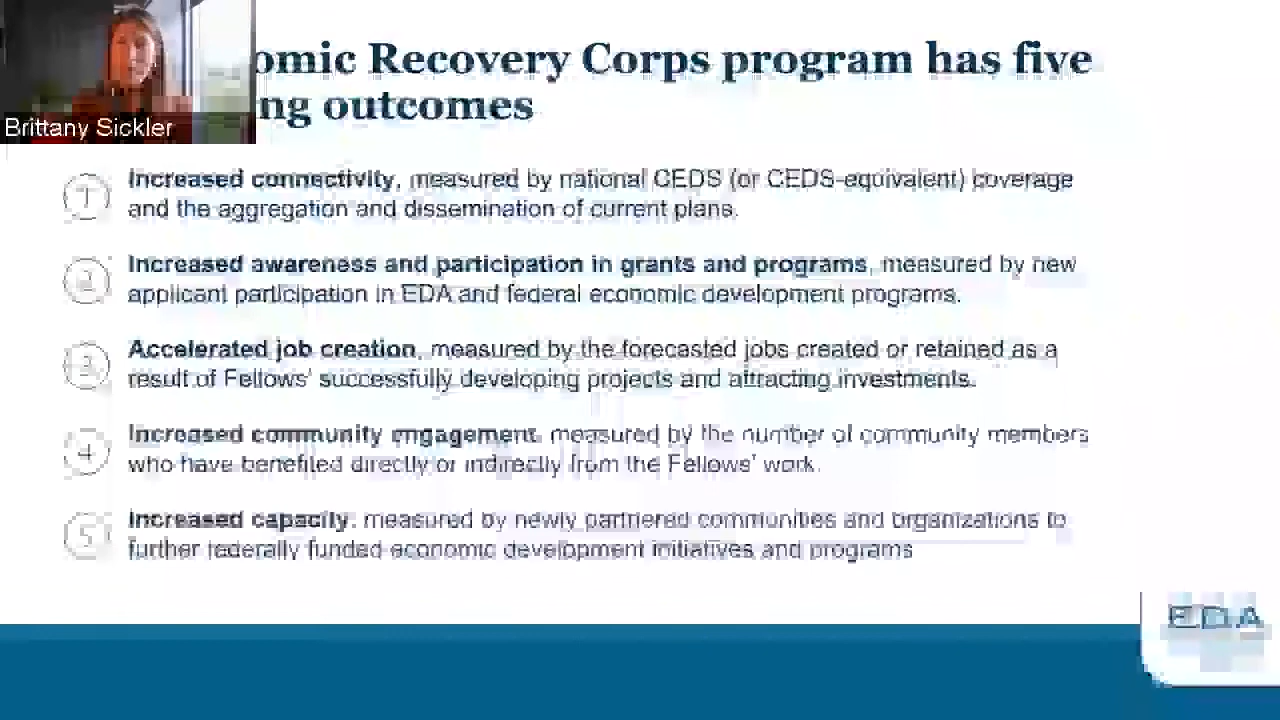 omic Recovery Corps program has five
ng outcomes
Brittany Sickler
1 Increased connectivity, measured by national CEDS (or CEDS-equivalent) coverage
and the aggregation and dissemination of current plans.
2 Increased awareness and participation in grants and programs, measured by new
applicant participation in EDA and federal economic development programs.
3 Accelerated job creation, measured by the forecasted jobs created or retained as a
result of Fellows' successfully developing projects and attracting investments.
4 Increased community engagement, measured by the number of community members
who have benefited directly or indirectly from the Fellows' work.
5 Increased capacity, measured by newly partnered communities and organizations to
further federally funded economic development initiatives and programs
EDA